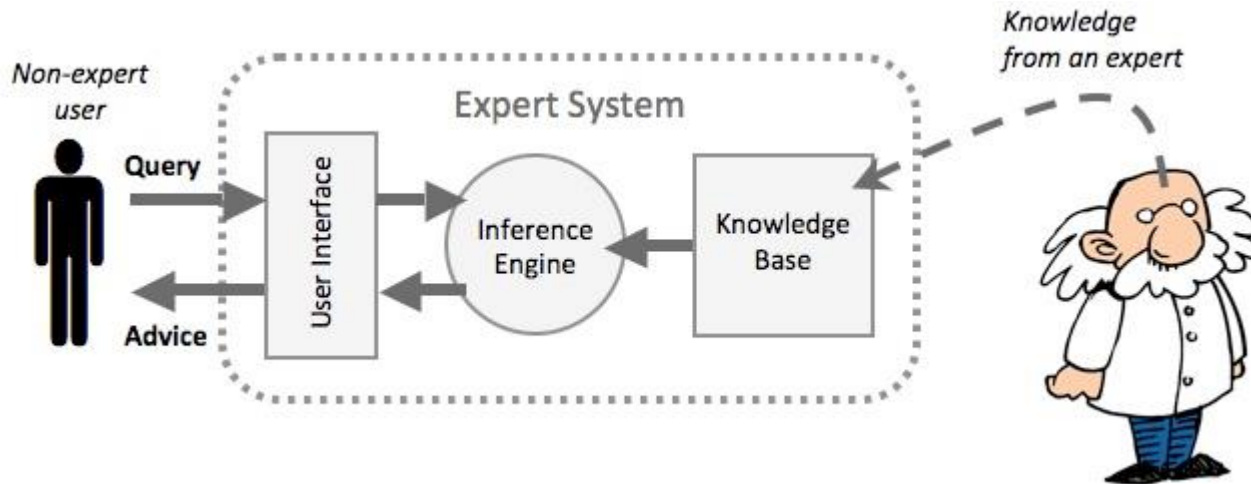 Non-expert
user
Query
Advice
Expert System
User Interface
Inference
Engine
Knowledge
Base
Knowledge
from an expert